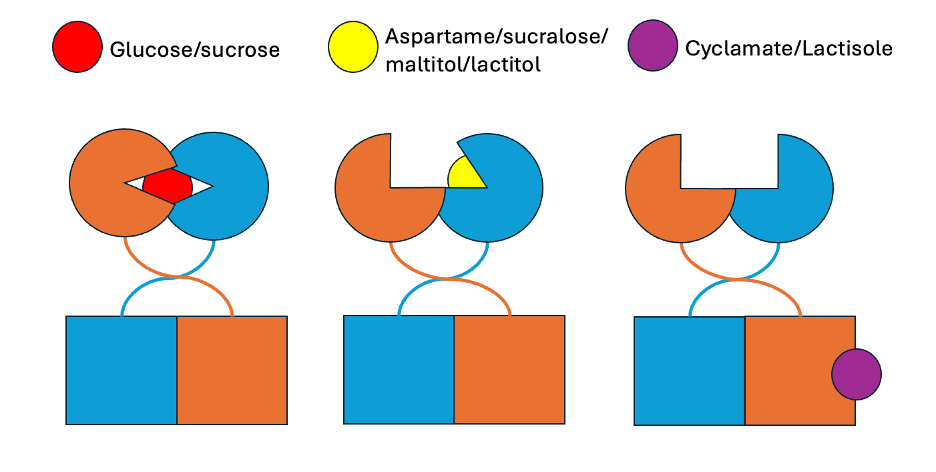 Glucose/sucrose
Aspartame/sucralose/
maltitol/lactitol
Cyclamate/Lactisole